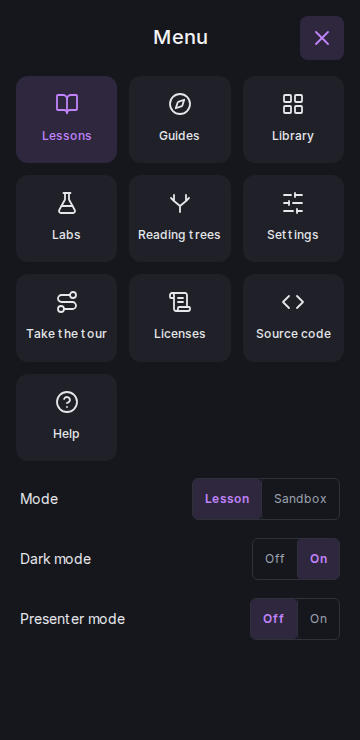 Menu
Lessons
Guides
Library
Labs
Reading trees
Settings
Take the tour
Licenses
Source code
Help
Mode
Lesson
Sandbox
Dark mode
Off
On
Presenter mode
Off
On